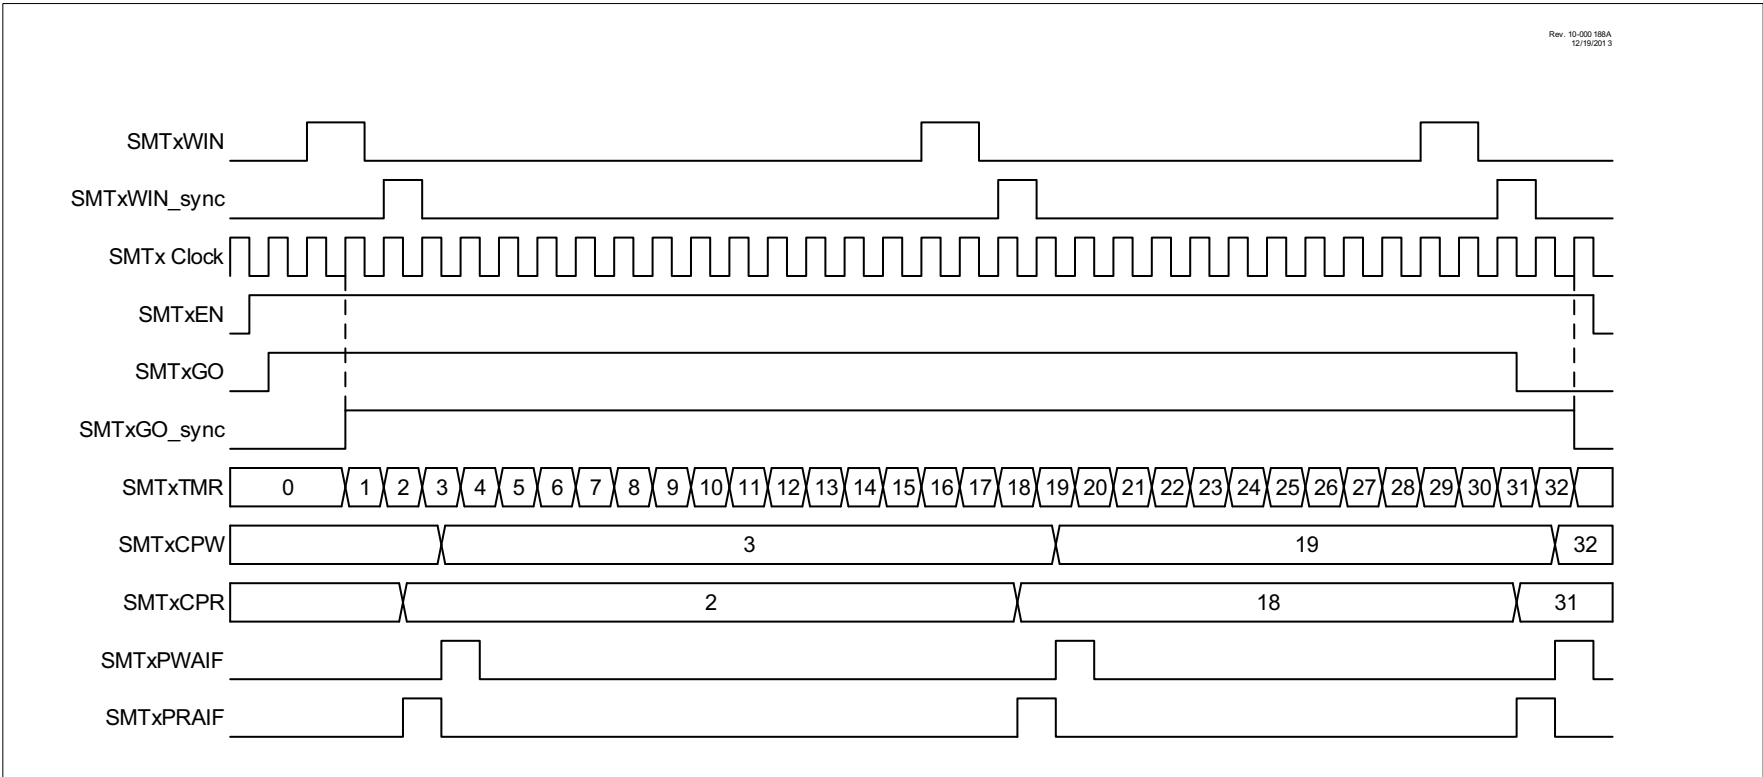 Rev. 10-000 188A
12/19/201 3
SMTxWIN
SMTxWIN_sync
SMTx Clock
SMTxEN
SMTxGO
SMTxGO_sync
SMTxTMR 0 1 2 3 4 5 6 7 8 9 10 11 12 13 14 15 16 17 18 19 20 21 22 23 24 25 26 27 28 29 30 31 32
SMTxCPW 3 19 32
SMTxCPR 2 18 31
SMTxPWAIF
SMTxPRAIF